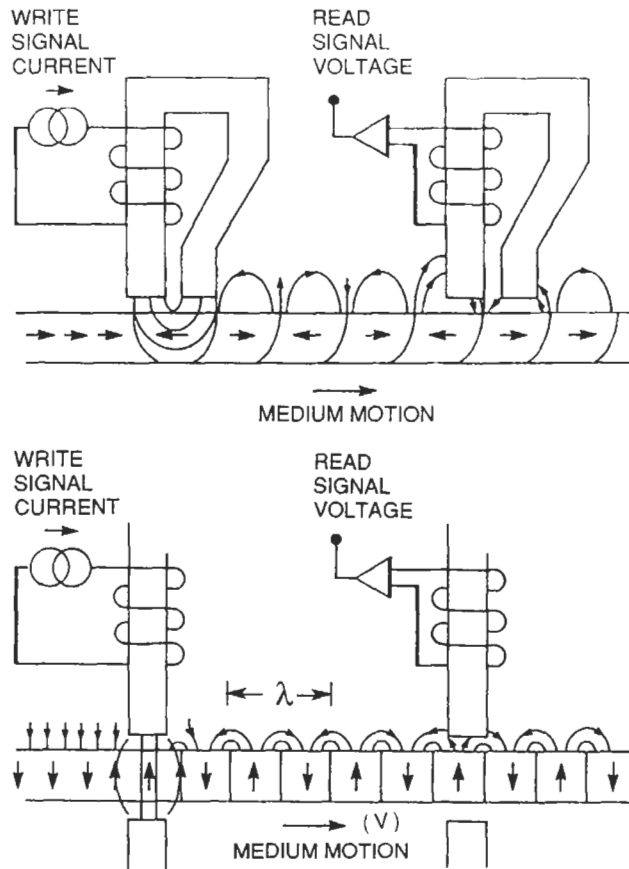 WRITE
SIGNAL
CURRENT
READ
SIGNAL
VOLTAGE
MEDIUM MOTION
WRITE
SIGNAL
CURRENT
READ
SIGNAL
VOLTAGE
λ
(V)
MEDIUM MOTION